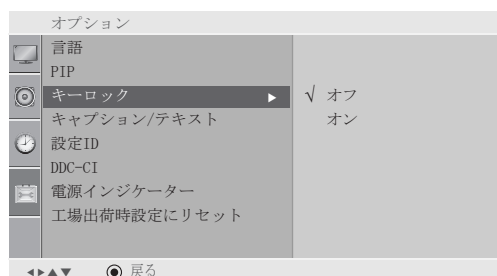 オプション
言語
PIP
キーロック ▶ √ オフ
キャプション/テキスト オン
設定ID
DDC-CI
電源インジケーター
工場出荷時設定にリセット
◀▶▲▼ 戻る